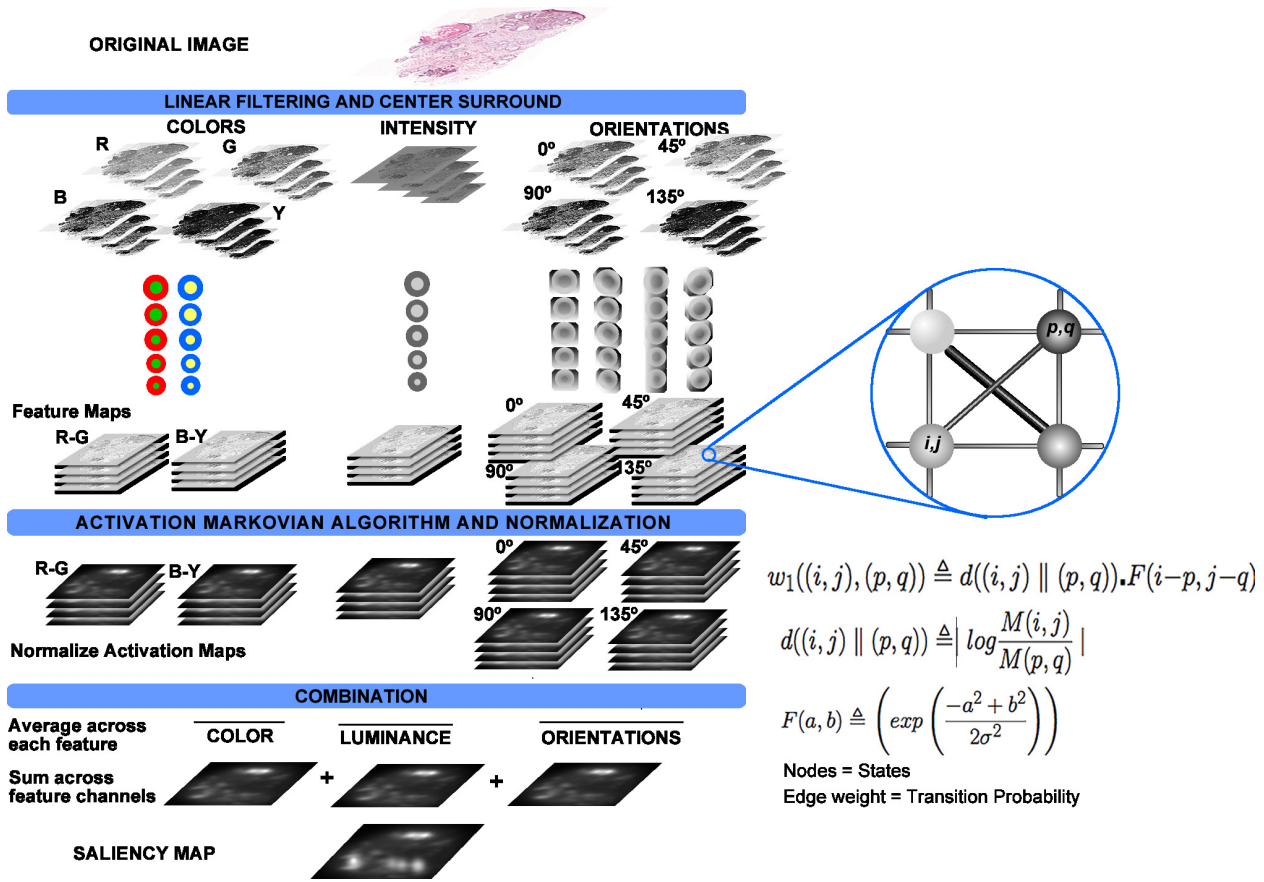 ORIGINAL IMAGE
LINEAR FILTERING AND CENTER SURROUND
COLORS
INTENSITY
ORIENTATIONS
R
G
0º
45º
B
Y
90º
135º
p,q
i,j
Feature Maps
R-G
B-Y
0º
45º
90º
35º
ACTIVATION MARKOVIAN ALGORITHM AND NORMALIZATION
R-G
B-Y
0º
45º
90º
135º
Normalize Activation Maps
w₁((i, j), (p, q)) ≜ d((i, j) ∥ (p, q)).F(i−p, j−q)
d((i, j) ∥ (p, q)) ≜ | log M(i, j) / M(p, q) |
F(a, b) ≜ ( exp ( −a² + b² / 2σ² ) )
Nodes = States
Edge weight = Transition Probability
COMBINATION
Average across
each feature
COLOR
LUMINANCE
ORIENTATIONS
Sum across
feature channels
+
+
SALIENCY MAP